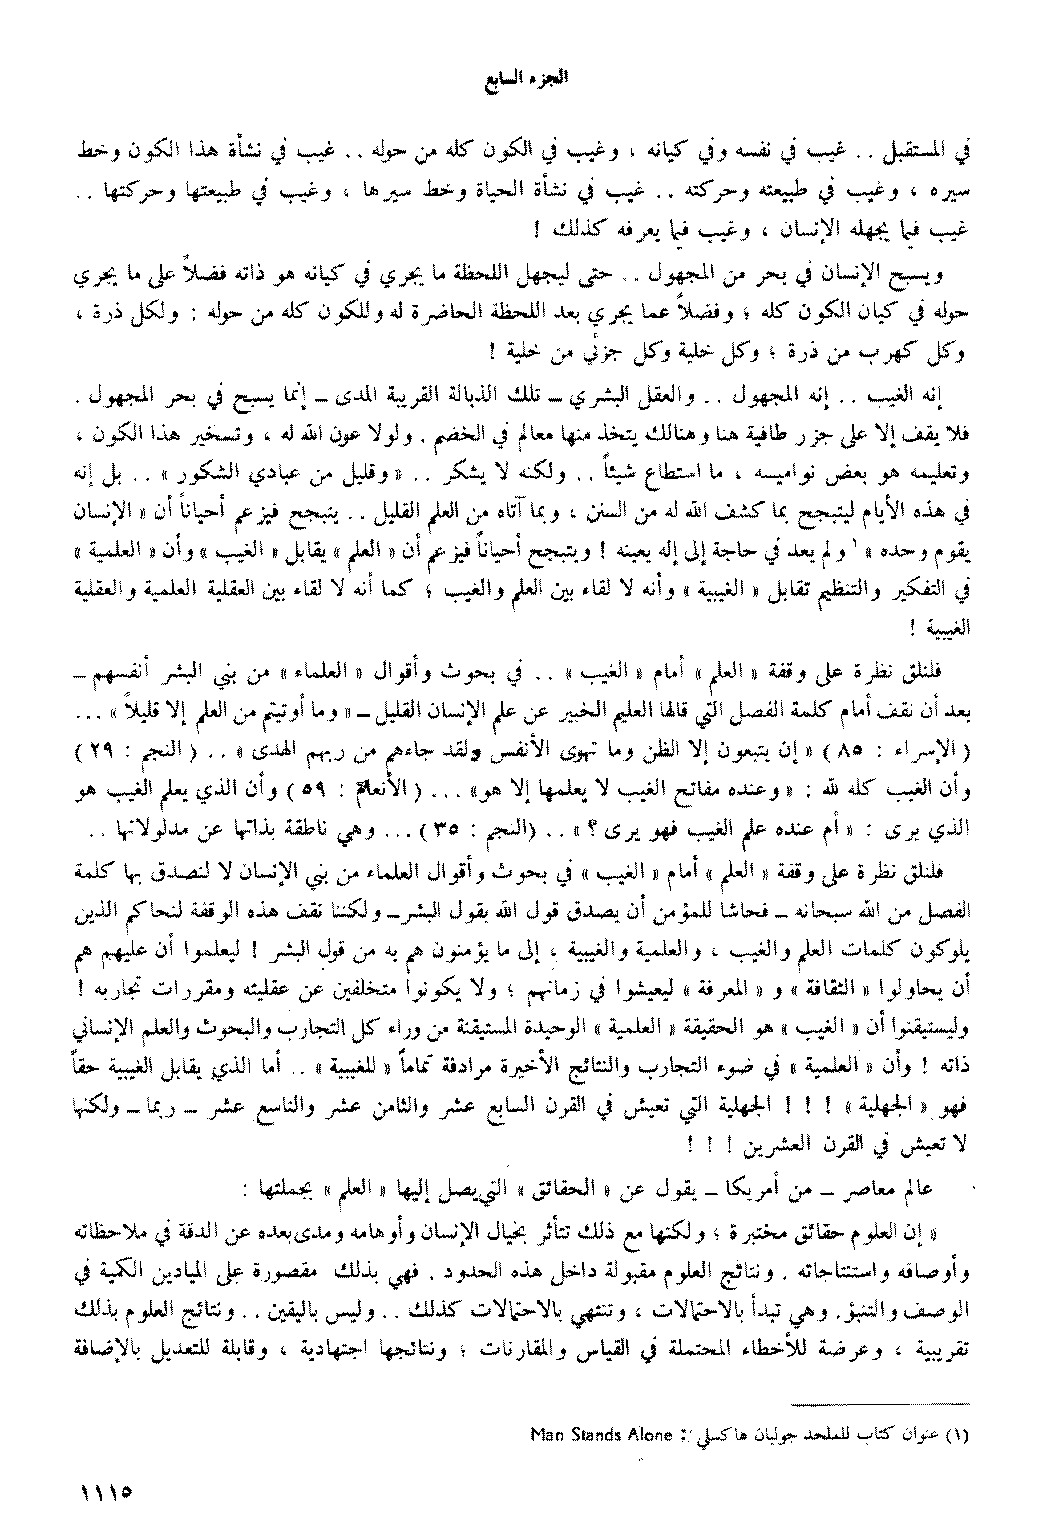 الجزء السابع
في المستقبل .. غيب في نفسه وفي كيانه ، وغيب في الكون كله من حوله .. غيب في نشأة هذا الكون وخط
سيره ، وغيب في طبيعته وحركته .. غيب في نشأة الحياة وخط سيرها ، وغيب في طبيعتها وحركتها ..
غيب فيما يجهله الإنسان ، وغيب فيما يعرفه كذلك !
ويسبح الإنسان في بحر من المجهول .. حتى ليجهل اللحظة ما يجري في كيانه هو ذاته فضلاً على ما يجري
حوله في كيان الكون كله ؛ وفضلاً عما يجري بعد اللحظة الحاضرة له وللكون كله من حوله : ولكل ذرة ،
وكل كهرب من ذرة ؛ وكل خلية وكل جزئي من خلية !
إنه الغيب .. إنه المجهول .. والعقل البشري – تلك الذبالة القريبة المدى – إنما يسبح في بحر المجهول .
فلا يقف إلا على جزر طافية هنا وهنالك يتخذ منها معالم في الخضم . ولولا عون الله له ، وتسخير هذا الكون ،
وتعليمه هو بعض نواميسه ، ما استطاع شيئاً .. ولكنه لا يشكر .. « وقليل من عبادي الشكور » .. بل إنه
في هذه الأيام ليتبجح بما كشف الله له من السنن ، وبما آتاه من العلم القليل .. يتبجح فيزعم أحياناً أن « الإنسان
يقوم وحده » ١ ولم يعد في حاجة إلى إله يعينه ! ويتبجح أحياناً فيزعم أن « العلم » يقابل « الغيب » وأن « العلمية »
في التفكير والتنظيم تقابل « الغيبية » وأنه لا لقاء بين العلم والغيب ؛ كما أنه لا لقاء بين العقلية العلمية والعقلية
الغيبية !
فلنلق نظرة على وقفة « العلم » أمام « الغيب » .. في بحوث وأقوال « العلماء » من بني البشر أنفسهم –
بعد أن نقف أمام كلمة الفصل التي قالها العليم الخبير عن علم الإنسان القليل – « وما أوتيتم من العلم إلا قليلاً » ...
( الإسراء : ٨٥ ) « إن يتبعون إلا الظن وما تهوى الأنفس ولقد جاءهم من ربهم الهدى » .. ( النجم : ٢٩ )
وأن الغيب كله لله : « وعنده مفاتح الغيب لا يعلمها إلا هو» ... ( الأنعام : ٥٩ ) وأن الذي يعلم الغيب هو
الذي يرى : « أم عنده علم الغيب فهو يرى ؟ » .. (النجم : ٣٥ ) ... وهي ناطقة بذاتها عن مدلولاتها ..
فلنلق نظرة على وقفة « العلم » أمام « الغيب » في بحوث وأقوال العلماء من بني الإنسان لا لنصدق بها كلمة
الفصل من الله سبحانه – فحاشا للمؤمن أن يصدق قول الله بقول البشر– ولكننا نقف هذه الوقفة لنحاكم الذين
يلوكون كلمات العلم والغيب ، والعلمية والغيبية ، إلى ما يؤمنون هم به من قول البشر ! ليعلموا أن عليهم هم
أن يحاولوا « الثقافة » و « المعرفة » ليعيشوا في زمانهم ؛ ولا يكونوا متخلفين عن عقليته ومقررات تجاربه !
وليستيقنوا أن « الغيب » هو الحقيقة « العلمية » الوحيدة المستيقنة من وراء كل التجارب والبحوث والعلم الإنساني
ذاته ! وأن « العلمية » في ضوء التجارب والنتائج الأخيرة مرادفة تماماً « للغيبية » .. أما الذي يقابل الغيبية حقاً
فهو « الجهلية » ! ! ! الجهلية التي تعيش في القرن السابع عشر والثامن عشر والتاسع عشر – ربما – ولكنها
لا تعيش في القرن العشرين ! ! !
عالم معاصر – من أمريكا – يقول عن « الحقائق » التي يصل إليها « العلم » بجملتها :
« إن العلوم حقائق مختبرة ؛ ولكنها مع ذلك تتأثر بخيال الإنسان وأوهامه ومدى بعده عن الدقة في ملاحظاته
وأوصافه واستنتاجاته . ونتائج العلوم مقبولة داخل هذه الحدود . فهي بذلك مقصورة على الميادين الكمية في
الوصف والتنبؤ. وهي تبدأ بالاحتمالات ، وتنتهي بالاحتمالات كذلك .. وليس باليقين .. ونتائج العلوم بذلك
تقريبية ، وعرضة للأخطاء المحتملة في القياس والمقارنات ؛ ونتائجها اجتهادية ، وقابلة للتعديل بالإضافة
(١) عنوان كتاب للملحد جوليان هاكسلي : Man Stands Alone
١١١٥